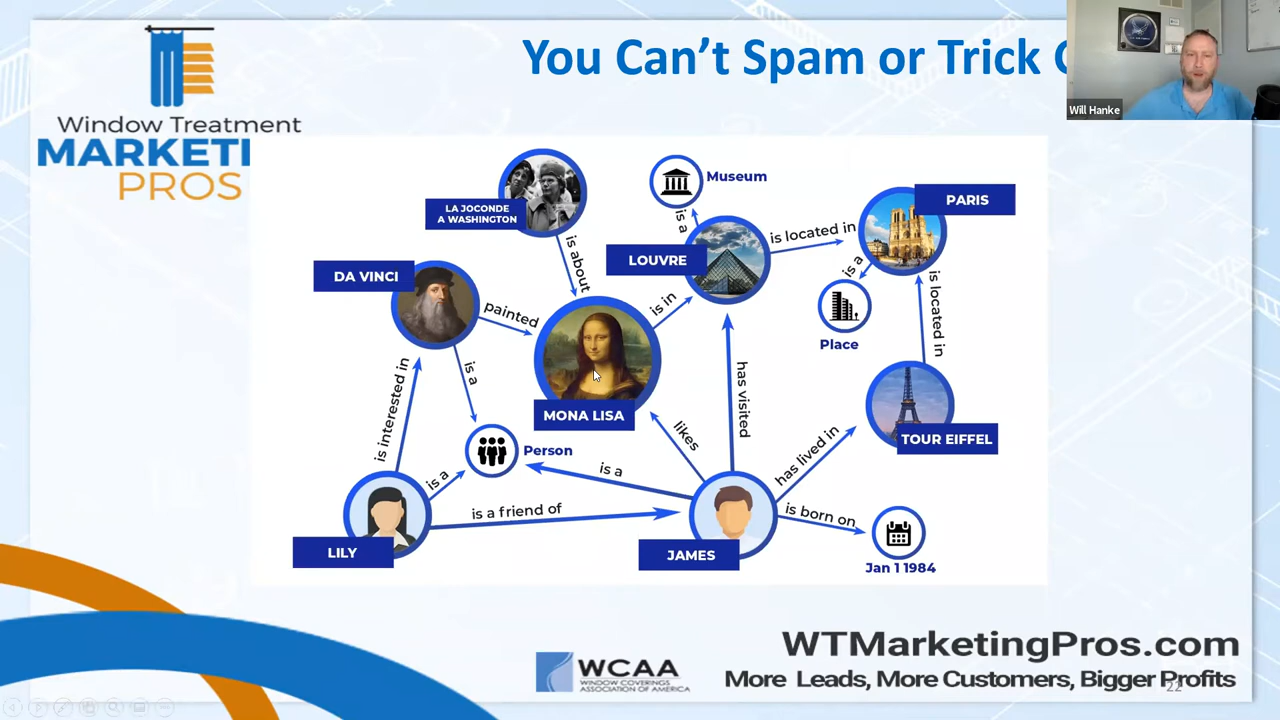 You Can't Spam or Trick
Will Hanke
Window Treatment
MARKETI
PROS
LA JOCONDE
A WASHINGTON
is about
Museum
is a
LOUVRE
is located in
PARIS
DA VINCI
painted
is in
is a
Place
is located in
is interested in
is a
MONA LISA
has visited
TOUR EIFFEL
likes
has lived in
Person
is a
is a
is a friend of
is born on
LILY
JAMES
Jan 1 1984
WTMarketingPros.com
WCAA
WINDOW COVERINGS
ASSOCIATION OF AMERICA
More Leads, More Customers, Bigger Profits
22